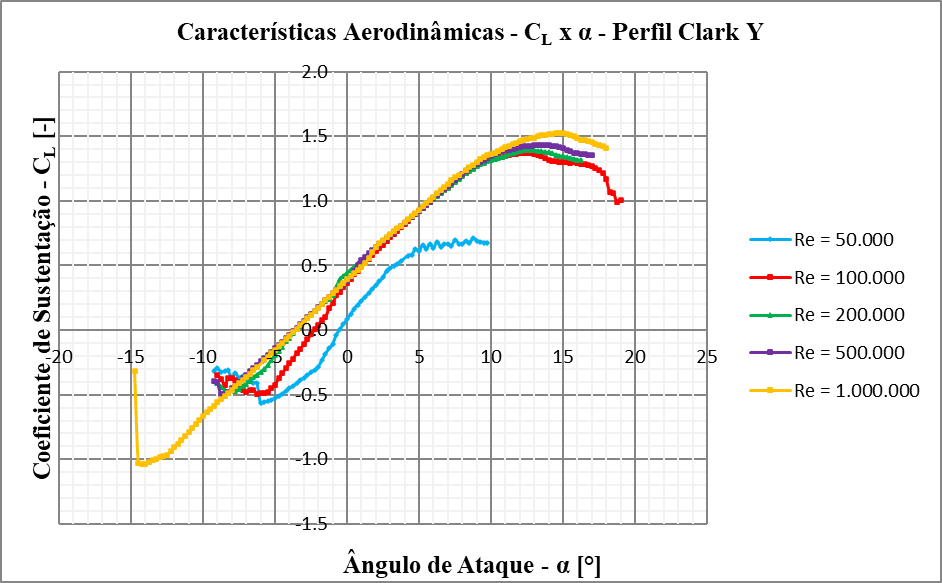 Características Aerodinâmicas - CL x α - Perfil Clark Y
Coeficiente de Sustentação - CL [-]
2.0
1.5
1.0
0.5
0.0
-0.5
-1.0
-1.5
-20 -15 -10 -5 0 5 10 15 20 25
Ângulo de Ataque - α [°]
Re = 50.000
Re = 100.000
Re = 200.000
Re = 500.000
Re = 1.000.000